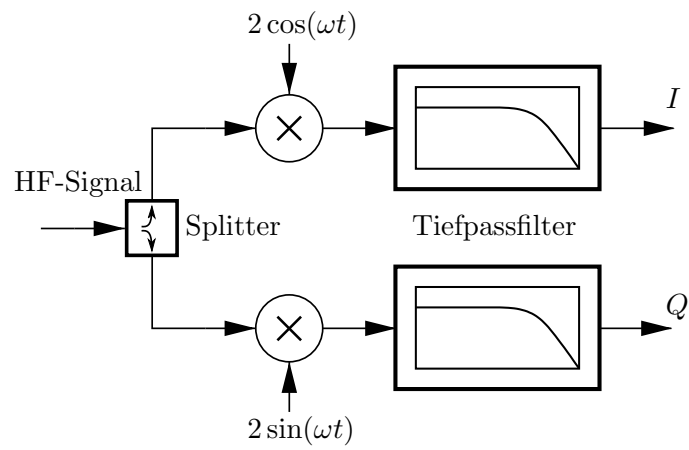 2 cos(ωt)
I
HF-Signal
Splitter
Tiefpassfilter
Q
2 sin(ωt)